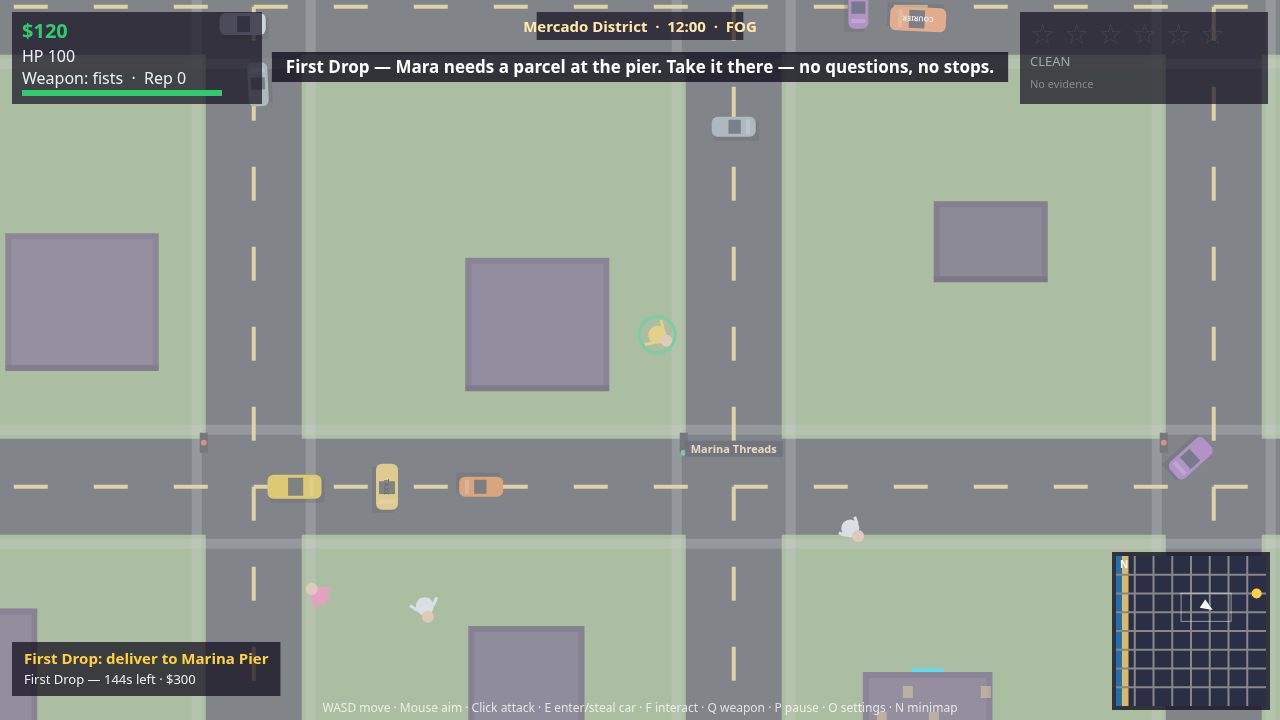 $120
HP 100
Weapon: fists · Rep 0
Mercado District · 12:00 · FOG
First Drop — Mara needs a parcel at the pier. Take it there — no questions, no stops.
COURIER
☆ ☆ ☆ ☆ ☆ ☆
CLEAN
No evidence
Marina Threads
N
First Drop: deliver to Marina Pier
First Drop — 144s left · $300
WASD move · Mouse aim · Click attack · E enter/steal car · F interact · Q weapon · P pause · O settings · N minimap